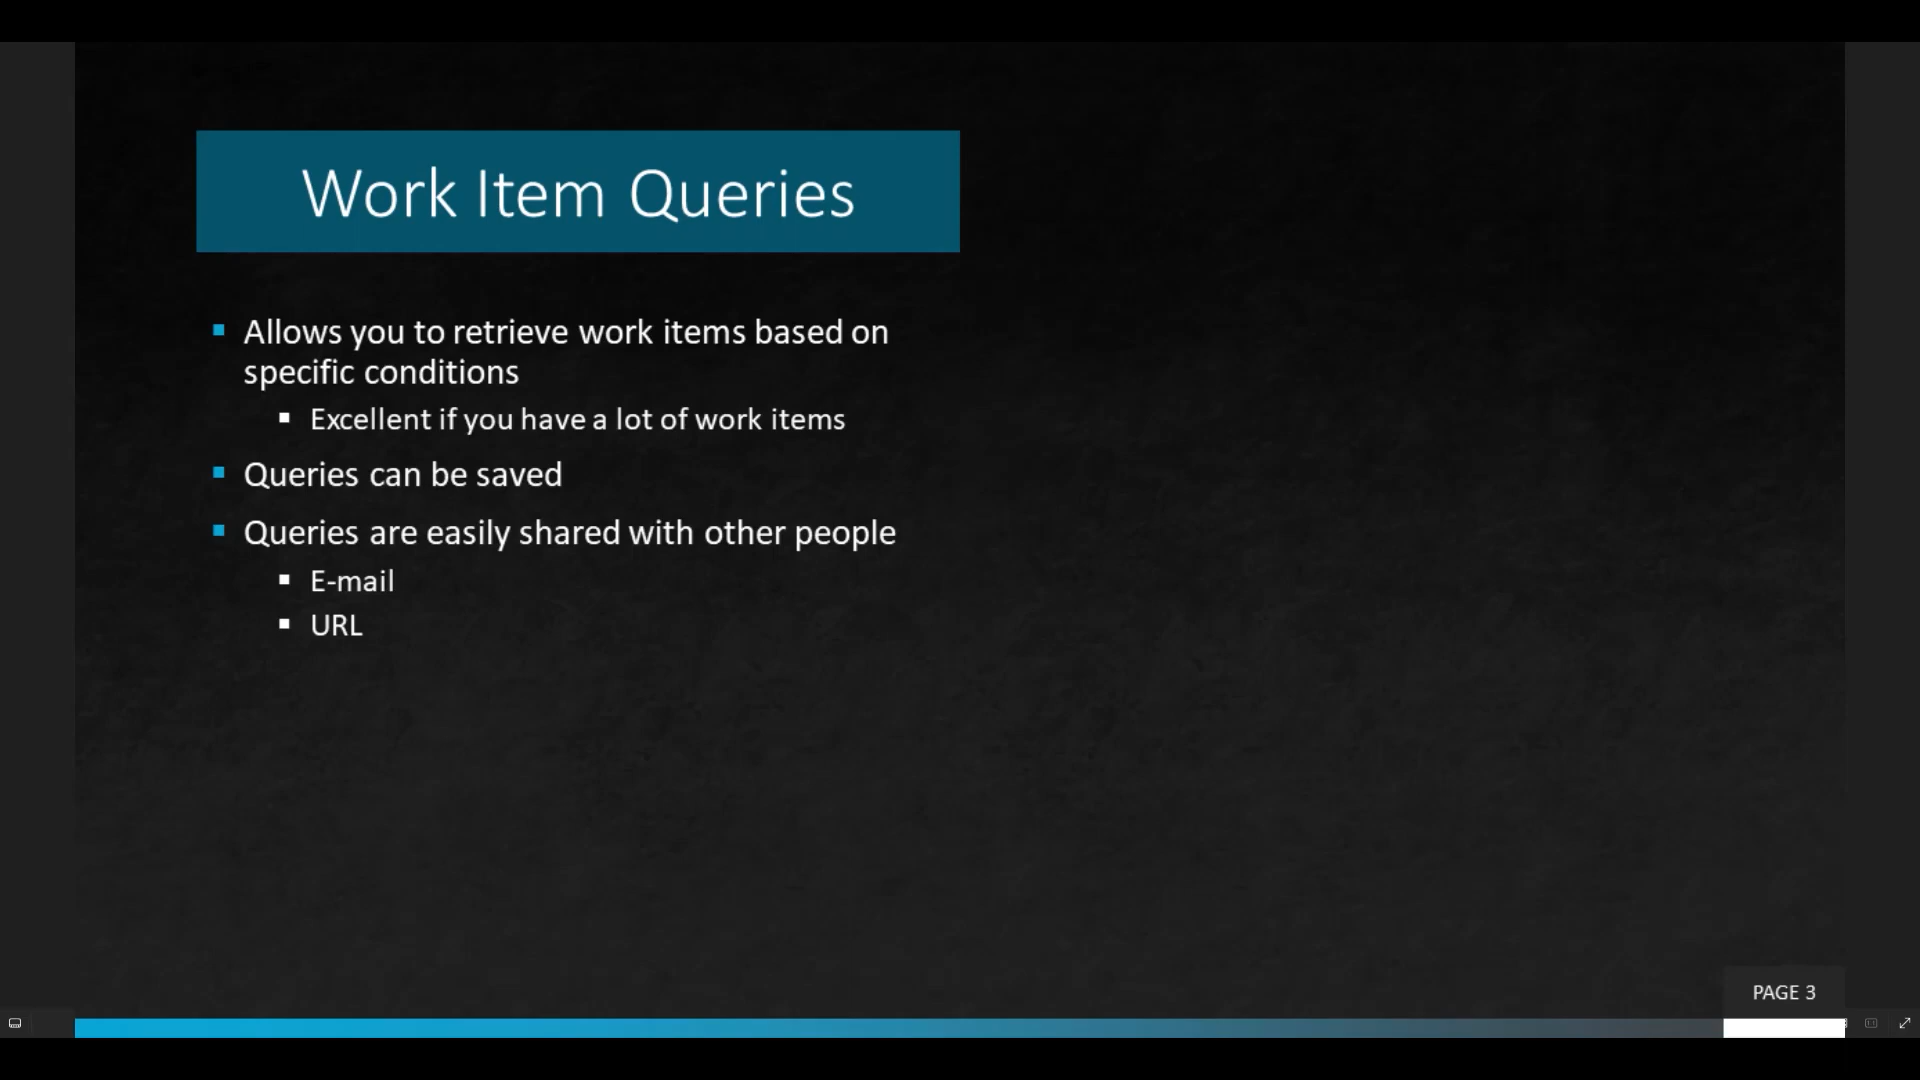 Work Item Queries
Allows you to retrieve work items based on
specific conditions
Excellent if you have a lot of work items
Queries can be saved
Queries are easily shared with other people
E-mail
URL
PAGE 3